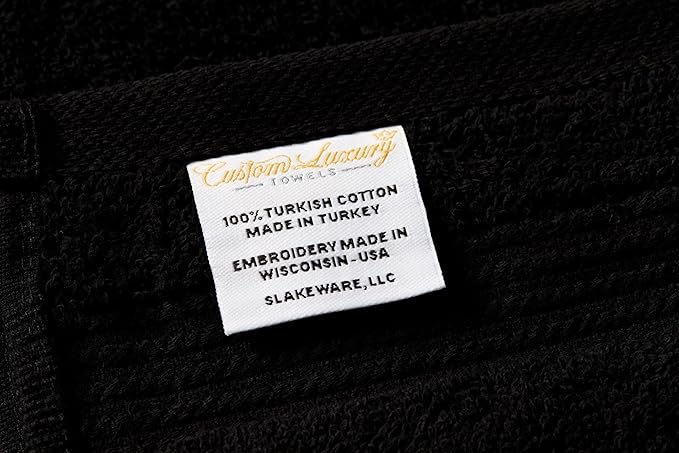 Custom Luxury
TOWELS
100% TURKISH COTTON
MADE IN TURKEY
EMBROIDERY MADE IN
WISCONSIN-USA
SLAKEWARE, LLC